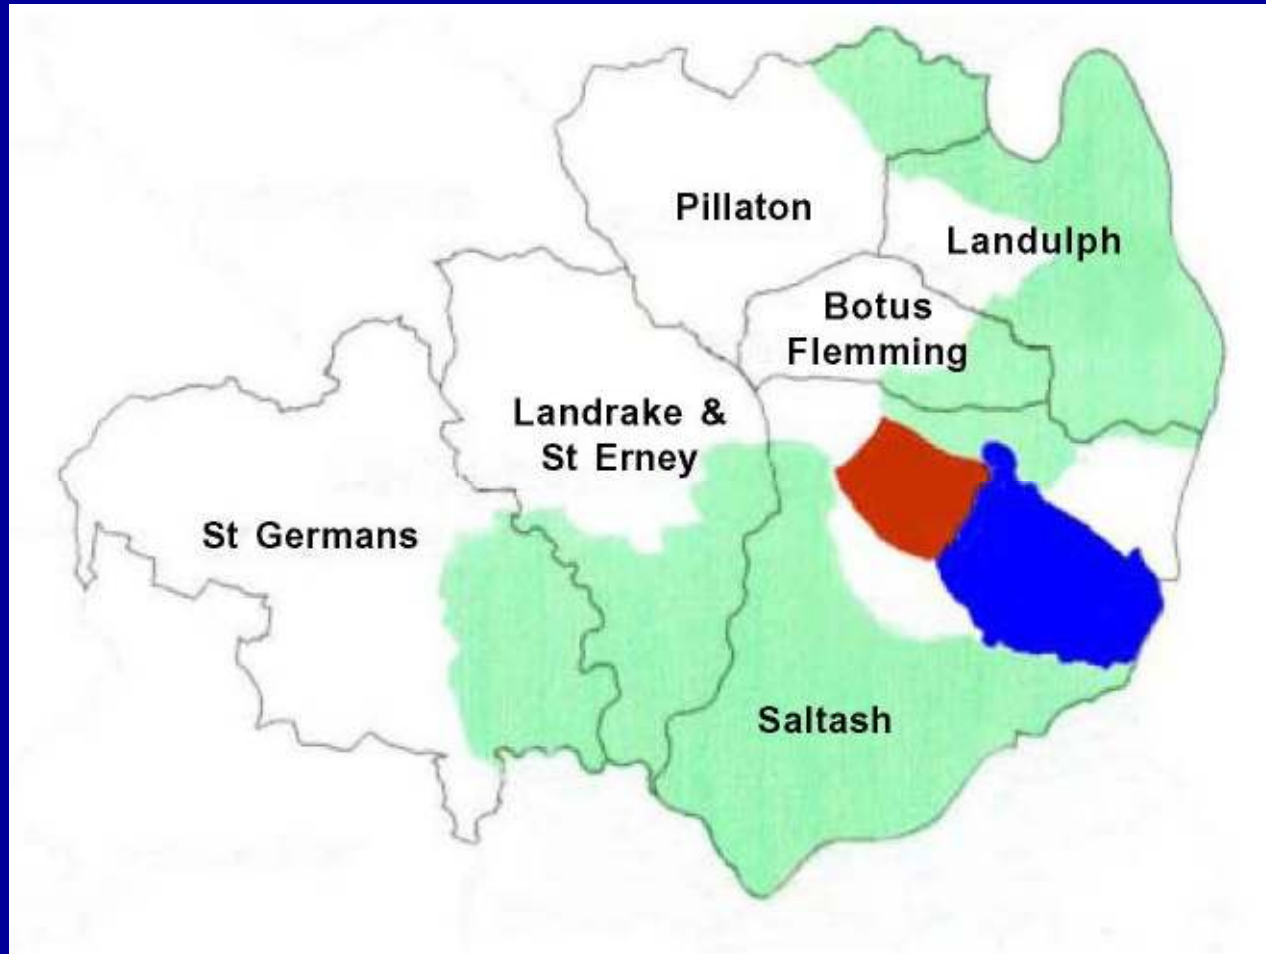 Pillaton
Landulph
Botus
Flemming
Landrake &
St Erney
St Germans
Saltash